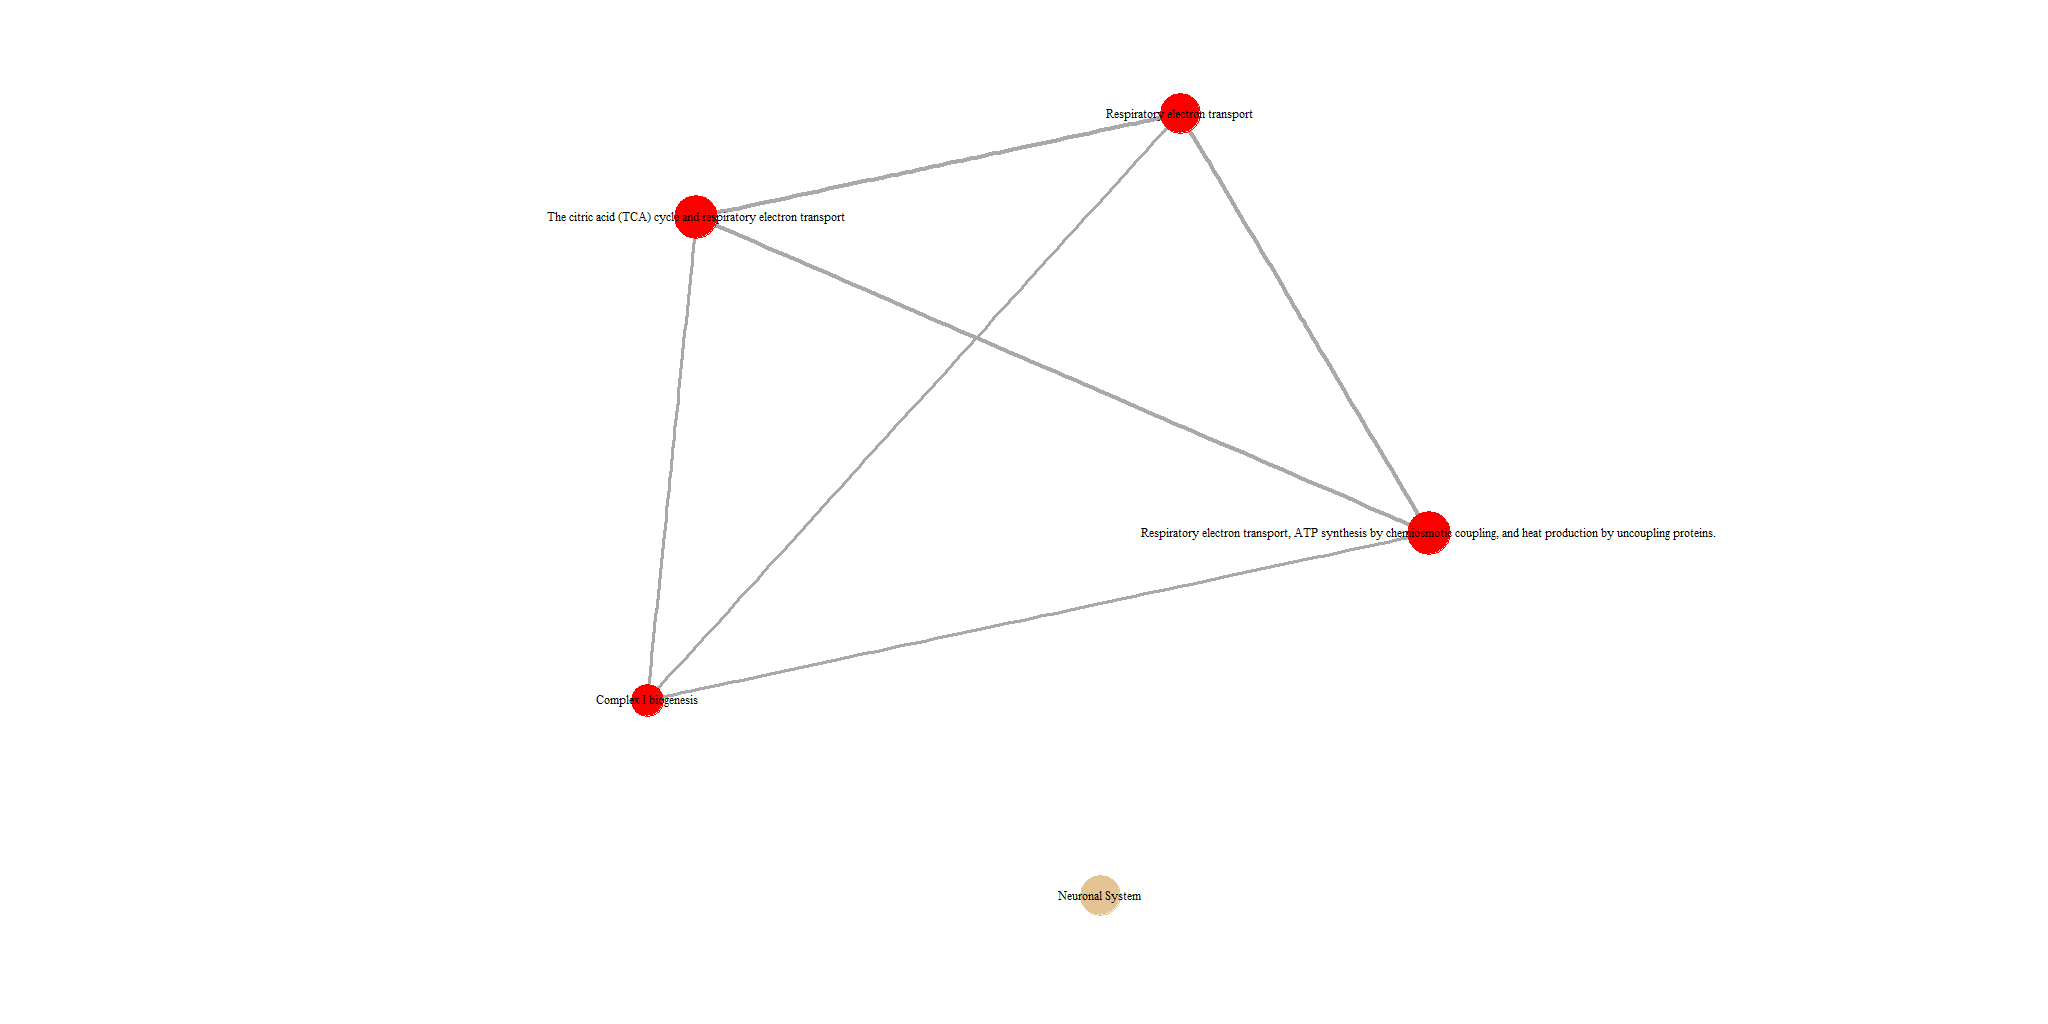 Respiratory electron transport
The citric acid (TCA) cycle and respiratory electron transport
Respiratory electron transport, ATP synthesis by chemiosmotic coupling, and heat production by uncoupling proteins.
Complex I biogenesis
Neuronal System